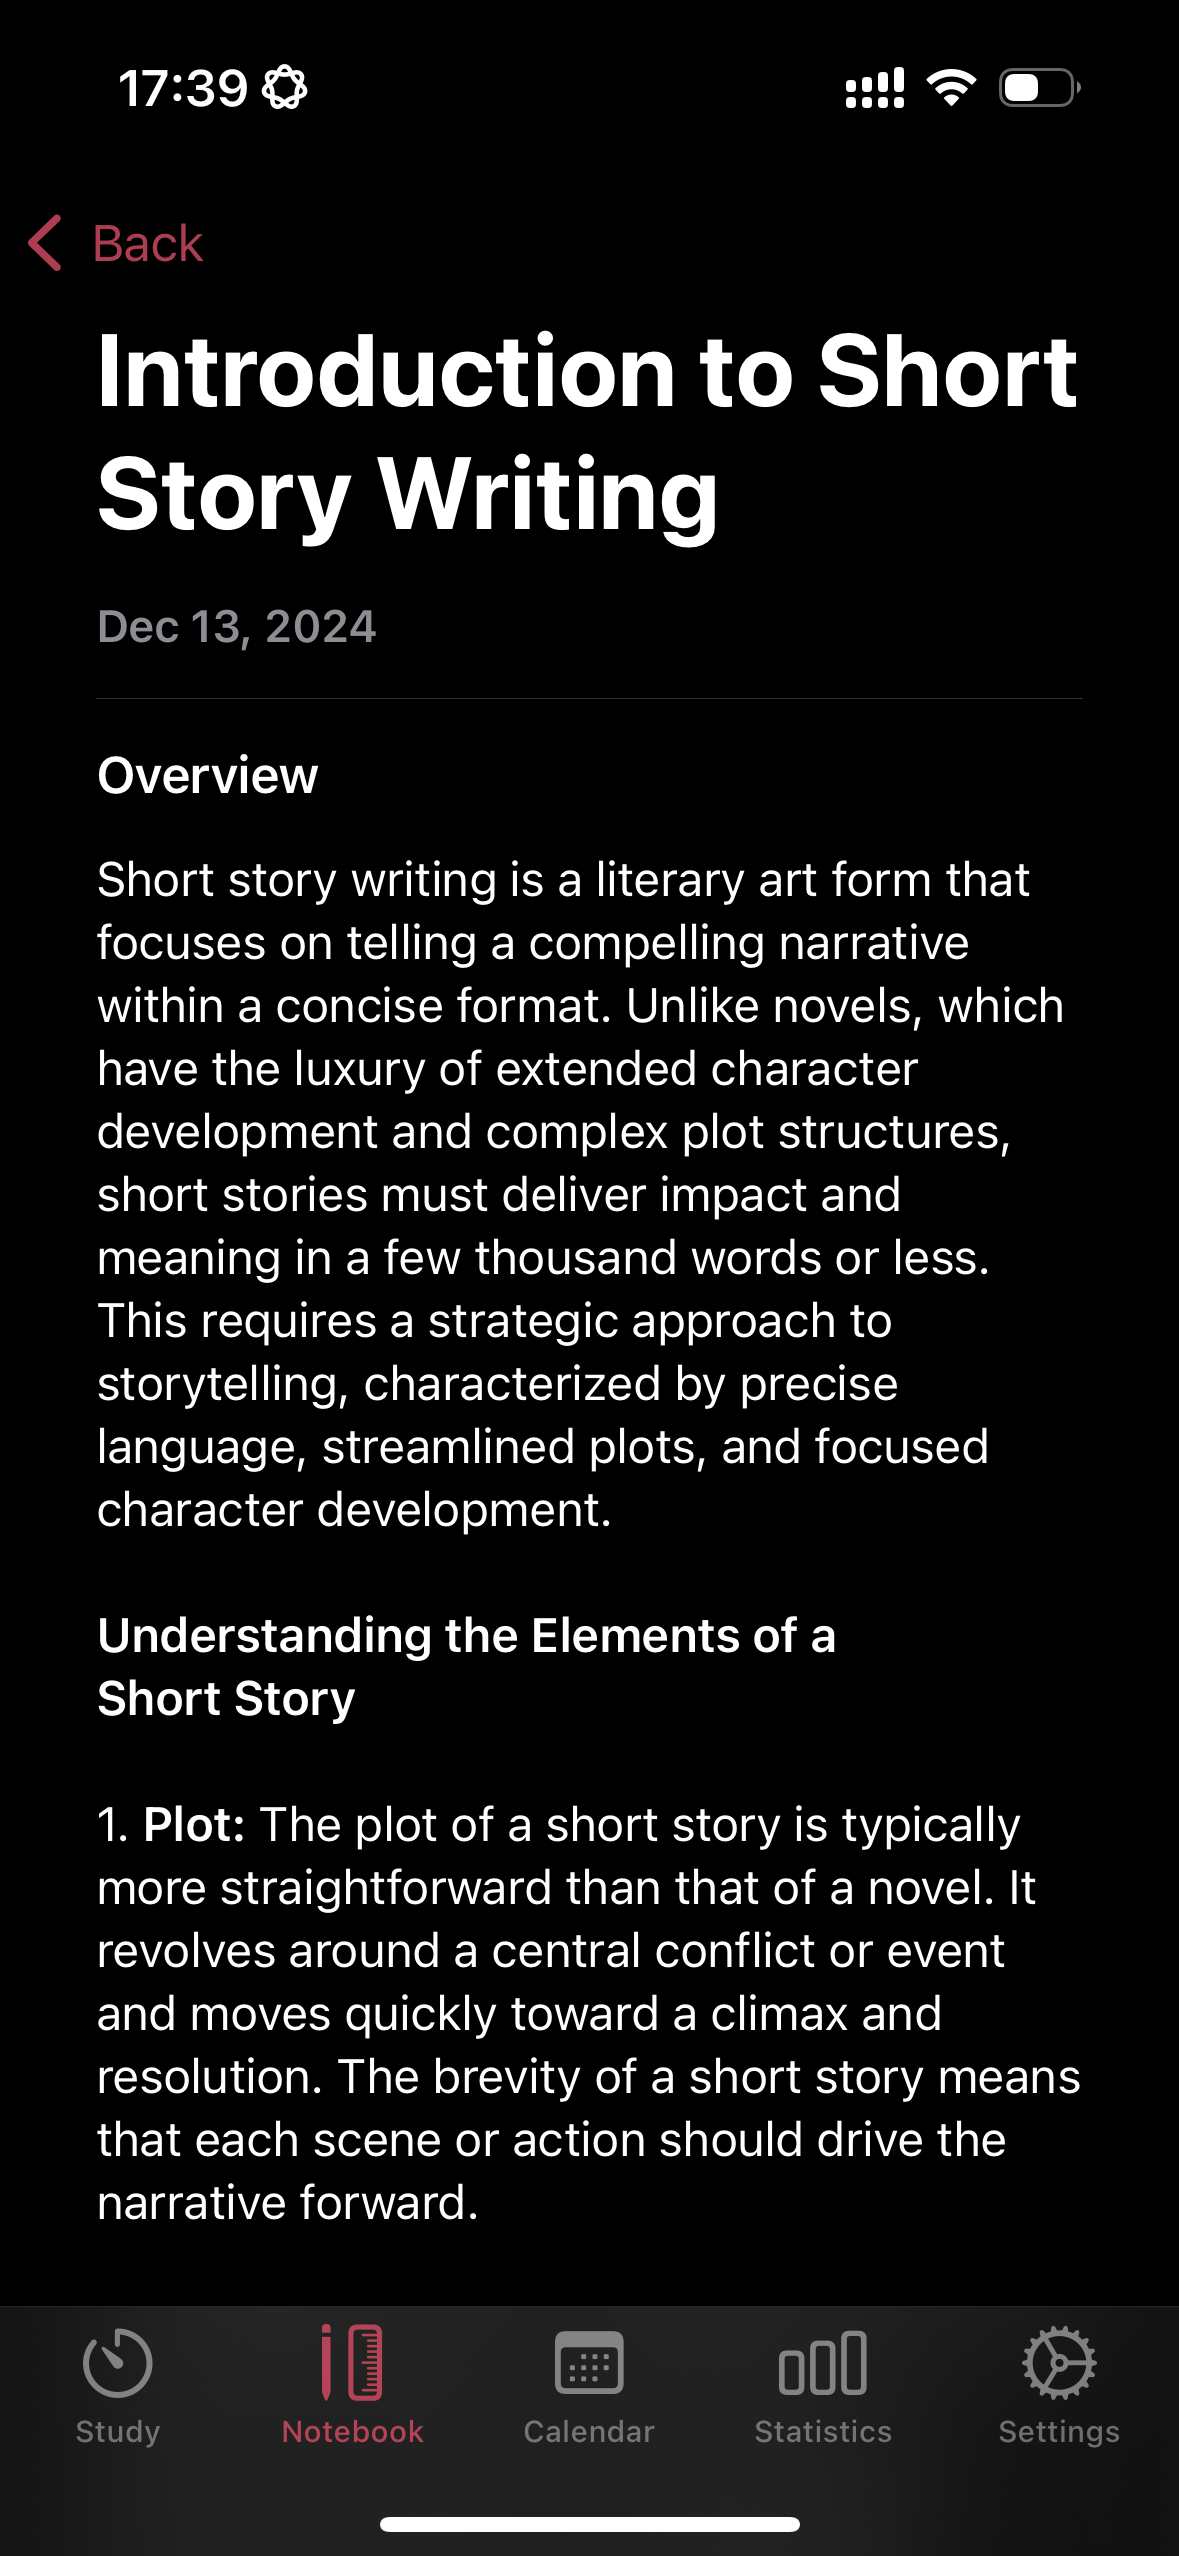 17:39
Back
Introduction to Short
Story Writing
Dec 13, 2024
Overview
Short story writing is a literary art form that
focuses on telling a compelling narrative
within a concise format. Unlike novels, which
have the luxury of extended character
development and complex plot structures,
short stories must deliver impact and
meaning in a few thousand words or less.
This requires a strategic approach to
storytelling, characterized by precise
language, streamlined plots, and focused
character development.
Understanding the Elements of a
Short Story
1. Plot: The plot of a short story is typically
more straightforward than that of a novel. It
revolves around a central conflict or event
and moves quickly toward a climax and
resolution. The brevity of a short story means
that each scene or action should drive the
narrative forward.
Study Notebook Calendar Statistics Settings